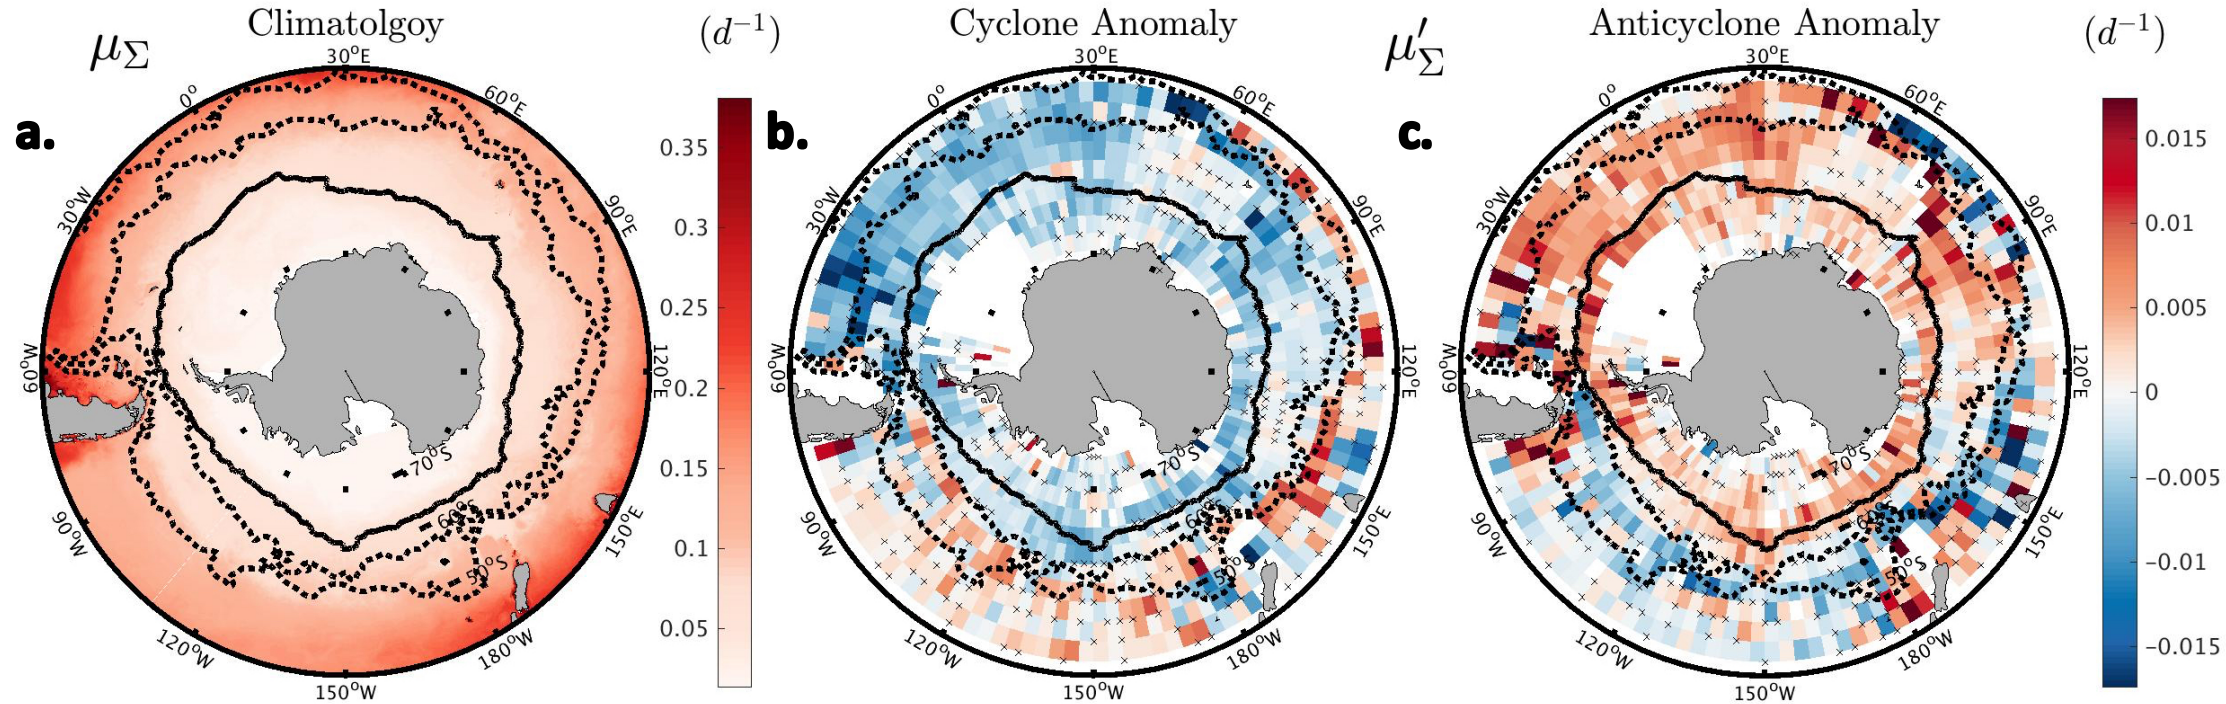 Climatolgoy
μ_Σ
(d⁻¹)
a.
30°E
60°E
90°E
120°E
150°E
180°W
150°W
120°W
90°W
60°W
30°W
0°
70°S
60°S
50°S
0.35
0.3
0.25
0.2
0.15
0.1
0.05
Cyclone Anomaly
b.
30°E
60°E
90°E
120°E
150°E
180°W
150°W
120°W
90°W
60°W
30°W
0°
70°S
60°S
50°S
Anticyclone Anomaly
μ′_Σ
(d⁻¹)
c.
30°E
60°E
90°E
120°E
150°E
180°W
150°W
120°W
90°W
60°W
30°W
0°
70°S
60°S
50°S
0.015
0.01
0.005
0
−0.005
−0.01
−0.015